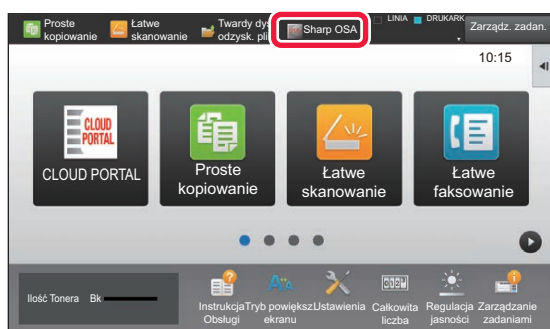 Proste
kopiowanie
Łatwe
skanowanie
Twardy dy
odzysk. pli
Sharp OSA
LINIA
DRUKARK
Zarządz. zadan.
10:15
CLOUD
PORTAL
CLOUD PORTAL
Proste
kopiowanie
Łatwe
skanowanie
Łatwe
faksowanie
Ilość Tonera Bk
Instrukcja
Obsługi
Tryb powiększ
ekranu
Ustawienia
Całkowita
liczba
Regulacja
jasności
Zarządzanie
zadaniami